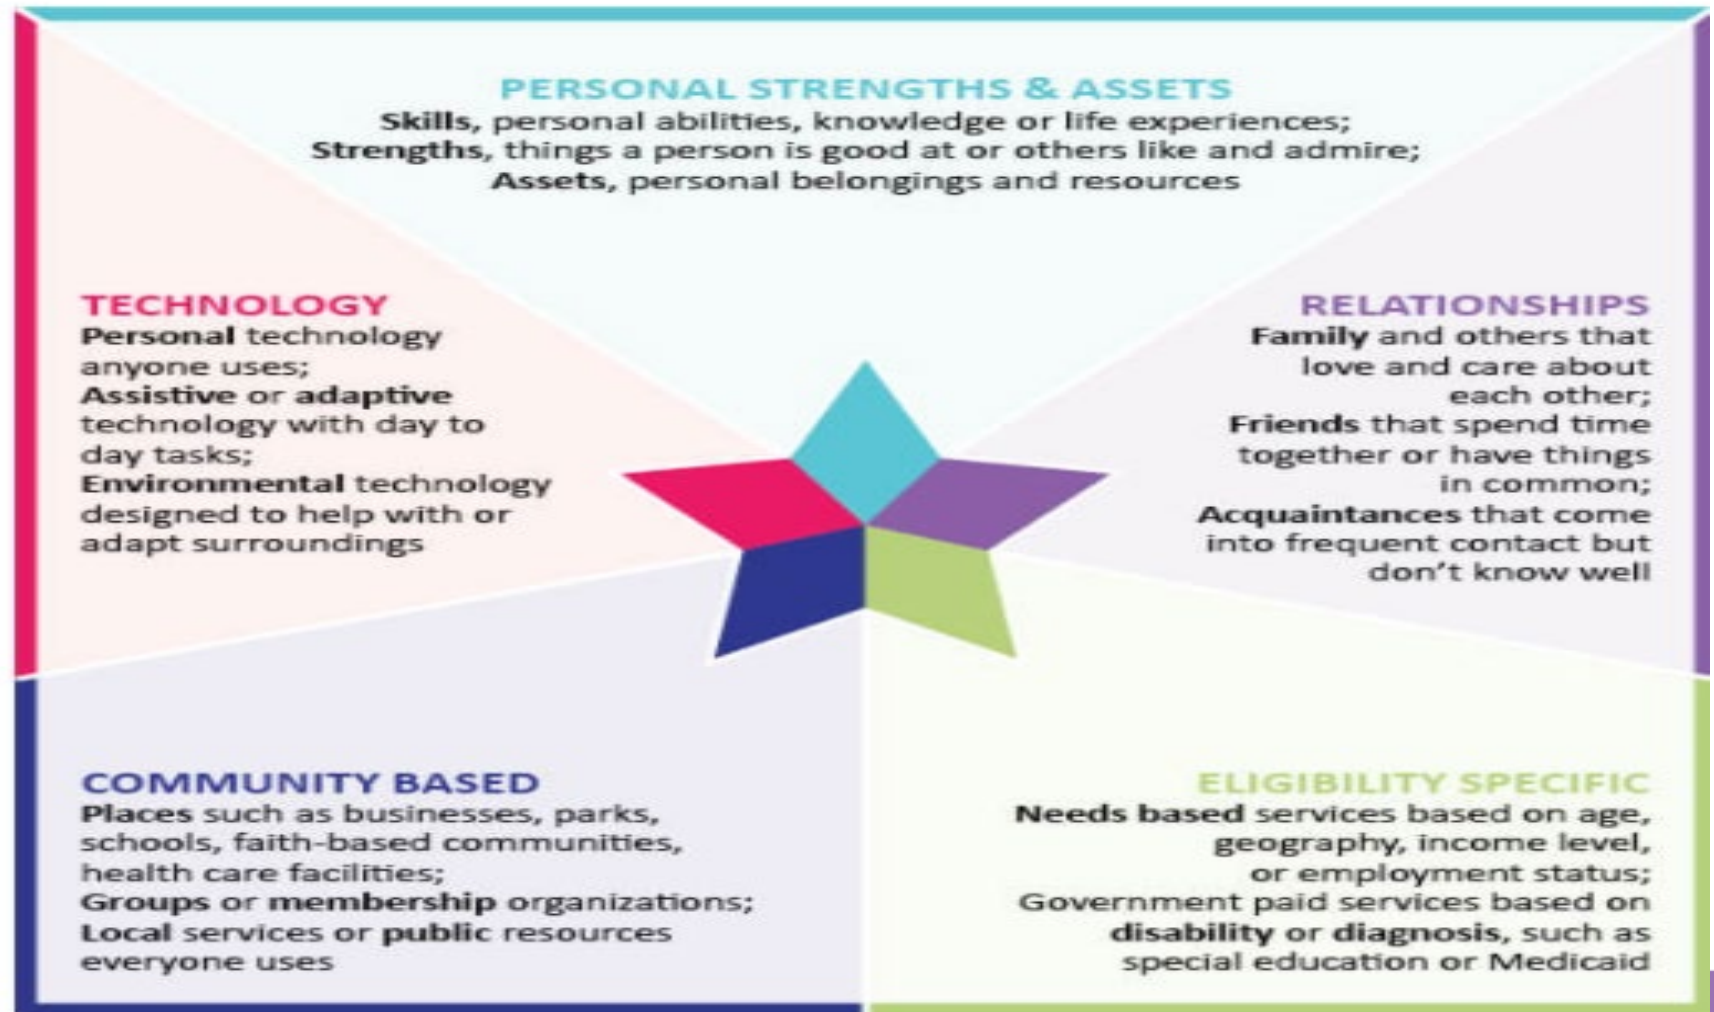 PERSONAL STRENGTHS & ASSETS
Skills, personal abilities, knowledge or life experiences;
Strengths, things a person is good at or others like and admire;
Assets, personal belongings and resources
TECHNOLOGY
Personal technology
anyone uses;
Assistive or adaptive
technology with day to
day tasks;
Environmental technology
designed to help with or
adapt surroundings
RELATIONSHIPS
Family and others that
love and care about
each other;
Friends that spend time
together or have things
in common;
Acquaintances that come
into frequent contact but
don't know well
COMMUNITY BASED
Places such as businesses, parks,
schools, faith-based communities,
health care facilities;
Groups or membership organizations;
Local services or public resources
everyone uses
ELIGIBILITY SPECIFIC
Needs based services based on age,
geography, income level,
or employment status;
Government paid services based on
disability or diagnosis, such as
special education or Medicaid